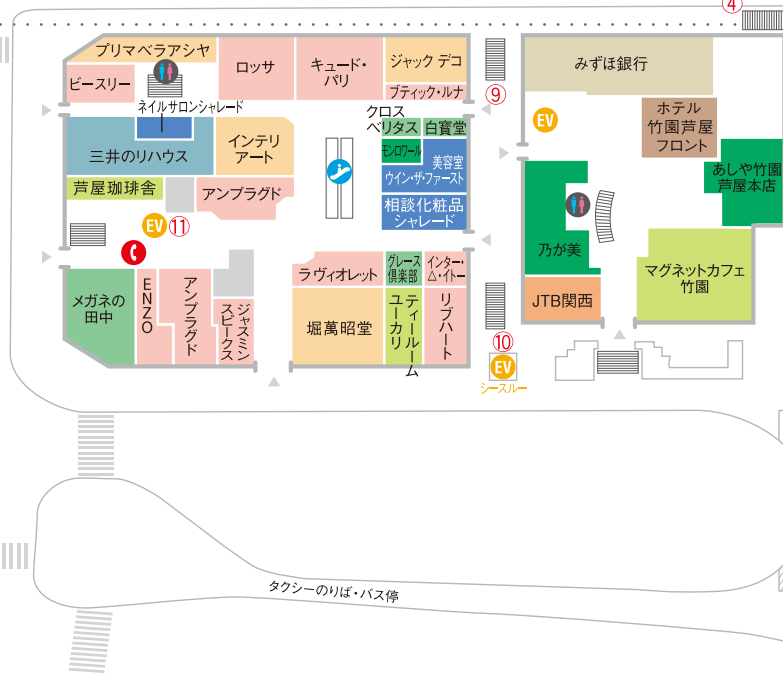 ④
プリマベラアシヤ
ビースリー
ロッサ
キュード・
パリ
ジャック デコ
ブティック・ルナ
⑨
みずほ銀行
EV
ホテル
竹園芦屋
フロント
ネイルサロンシャレード
クロス
ベリタス
白寳堂
三井のリハウス
インテリ
アート
モンロワール
美容室
ウイン・ザ・ファースト
芦屋珈琲舎
アンプラグド
相談化粧品
シャレード
あしや竹園
芦屋本店
EV
⑪
乃が美
メガネの
田中
ENZO
アンプラグド
ジャスミン
スピークス
ラヴィオレット
グレース
倶楽部
インター・
△・イトー
堀萬昭堂
ティールーム
ユーカリ
リブハート
JTB関西
マグネットカフェ
竹園
⑩
EV
シースルー
タクシーのりば・バス停